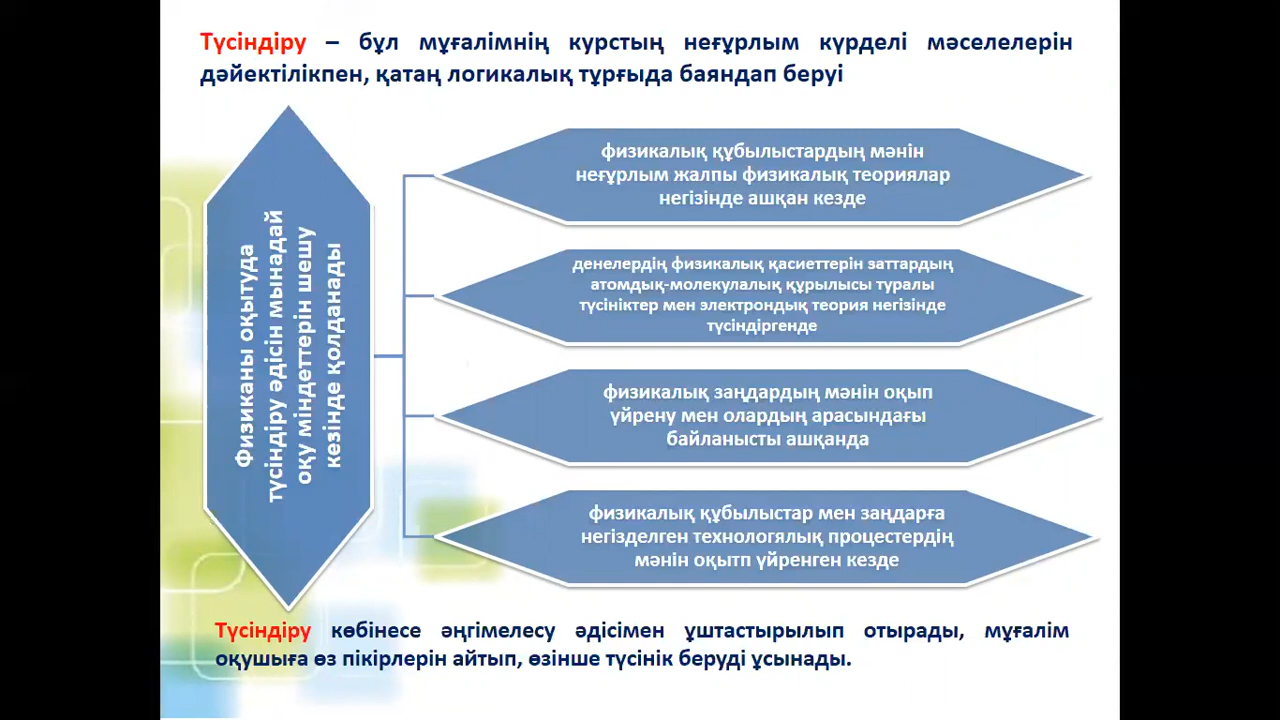 Түсіндіру – бұл мұғалімнің курстың неғұрлым күрделі мәселелерін
дәйектілікпен, қатаң логикалық тұрғыда баяндап беруі
Физиканы оқытуда
түсіндіру әдісін мынадай
оқу міндеттерін шешу
кезінде қолданады
физикалық құбылыстардың мәнін
неғұрлым жалпы физикалық теориялар
негізінде ашқан кезде
денелердің физикалық қасиеттерін заттардың
атомдық-молекулалық құрылысы туралы
түсініктер мен электрондық теория негізінде
түсіндіргенде
физикалық заңдардың мәнін оқып
үйрену мен олардың арасындағы
байланысты ашқанда
физикалық құбылыстар мен заңдарға
негізделген технологялық процестердің
мәнін оқытп үйренген кезде
Түсіндіру көбінесе әңгімелесу әдісімен ұштастырылып отырады, мұғалім
оқушыға өз пікірлерін айтып, өзінше түсінік беруді ұсынады.